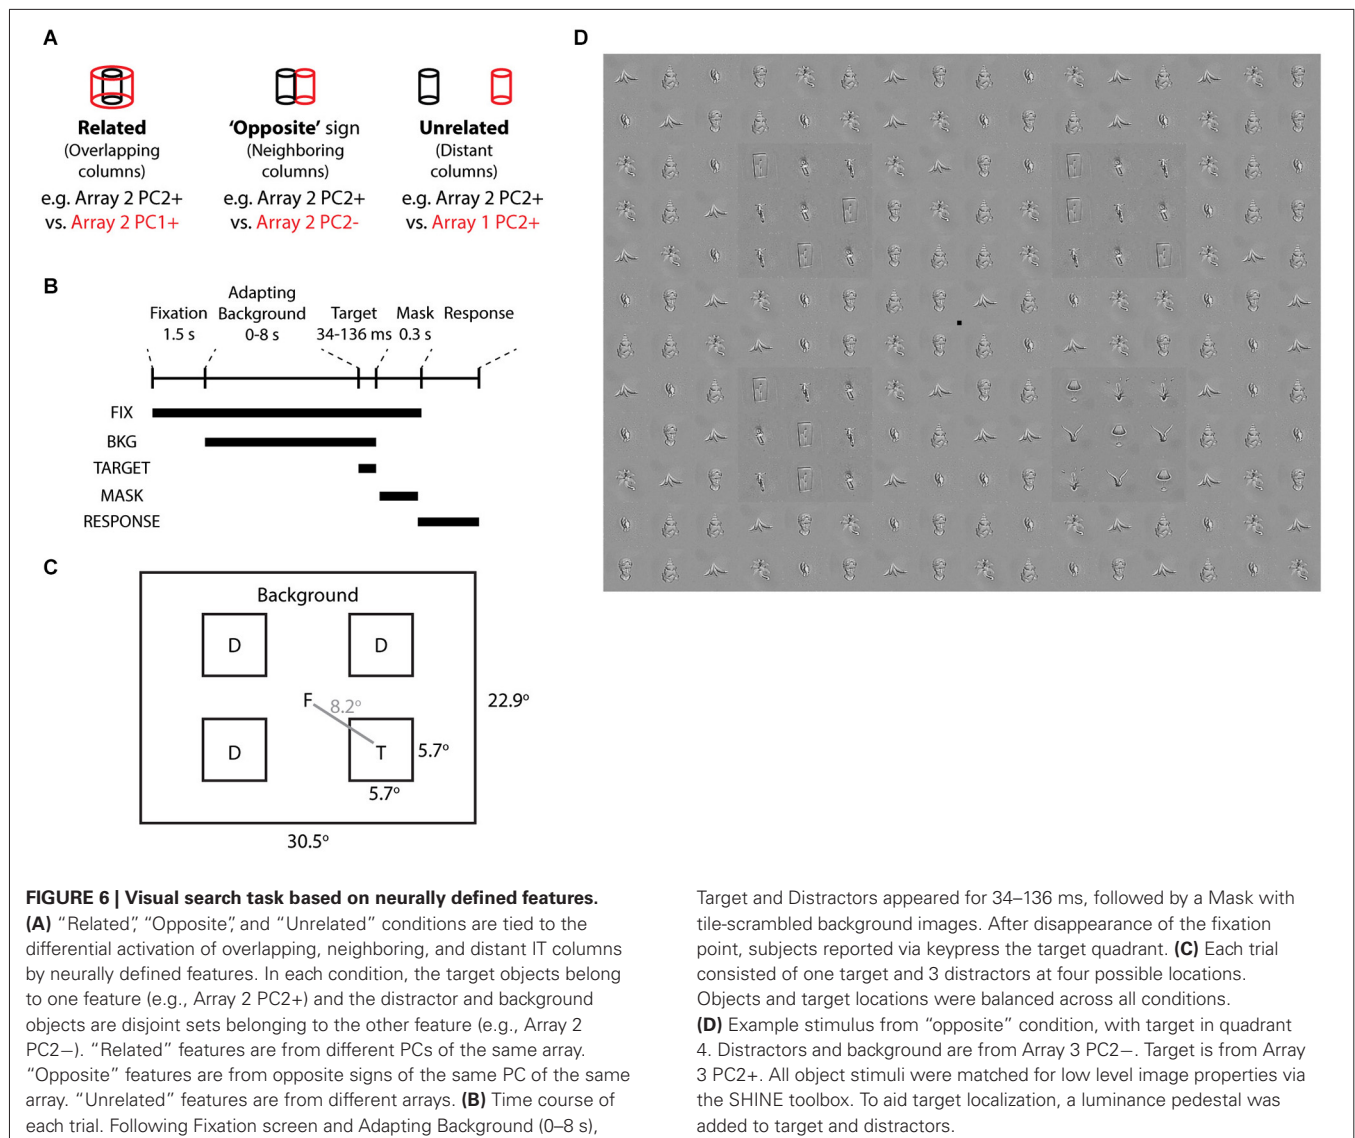 A
Related
(Overlapping
columns)
e.g. Array 2 PC2+
vs. Array 2 PC1+
'Opposite' sign
(Neighboring
columns)
e.g. Array 2 PC2+
vs. Array 2 PC2-
Unrelated
(Distant
columns)
e.g. Array 2 PC2+
vs. Array 1 PC2+
B
Fixation
1.5 s
Adapting
Background
0-8 s
Target
34-136 ms
Mask
0.3 s
Response
FIX
BKG
TARGET
MASK
RESPONSE
C
Background
D
D
F
8.2º
22.9º
D
T
5.7º
5.7º
30.5º
D
FIGURE 6 | Visual search task based on neurally defined features.
(A) “Related”, “Opposite”, and “Unrelated” conditions are tied to the
differential activation of overlapping, neighboring, and distant IT columns
by neurally defined features. In each condition, the target objects belong
to one feature (e.g., Array 2 PC2+) and the distractor and background
objects are disjoint sets belonging to the other feature (e.g., Array 2
PC2−). “Related” features are from different PCs of the same array.
“Opposite” features are from opposite signs of the same PC of the same
array. “Unrelated” features are from different arrays. (B) Time course of
each trial. Following Fixation screen and Adapting Background (0–8 s),
Target and Distractors appeared for 34–136 ms, followed by a Mask with
tile-scrambled background images. After disappearance of the fixation
point, subjects reported via keypress the target quadrant. (C) Each trial
consisted of one target and 3 distractors at four possible locations.
Objects and target locations were balanced across all conditions.
(D) Example stimulus from “opposite” condition, with target in quadrant
4. Distractors and background are from Array 3 PC2−. Target is from Array
3 PC2+. All object stimuli were matched for low level image properties via
the SHINE toolbox. To aid target localization, a luminance pedestal was
added to target and distractors.